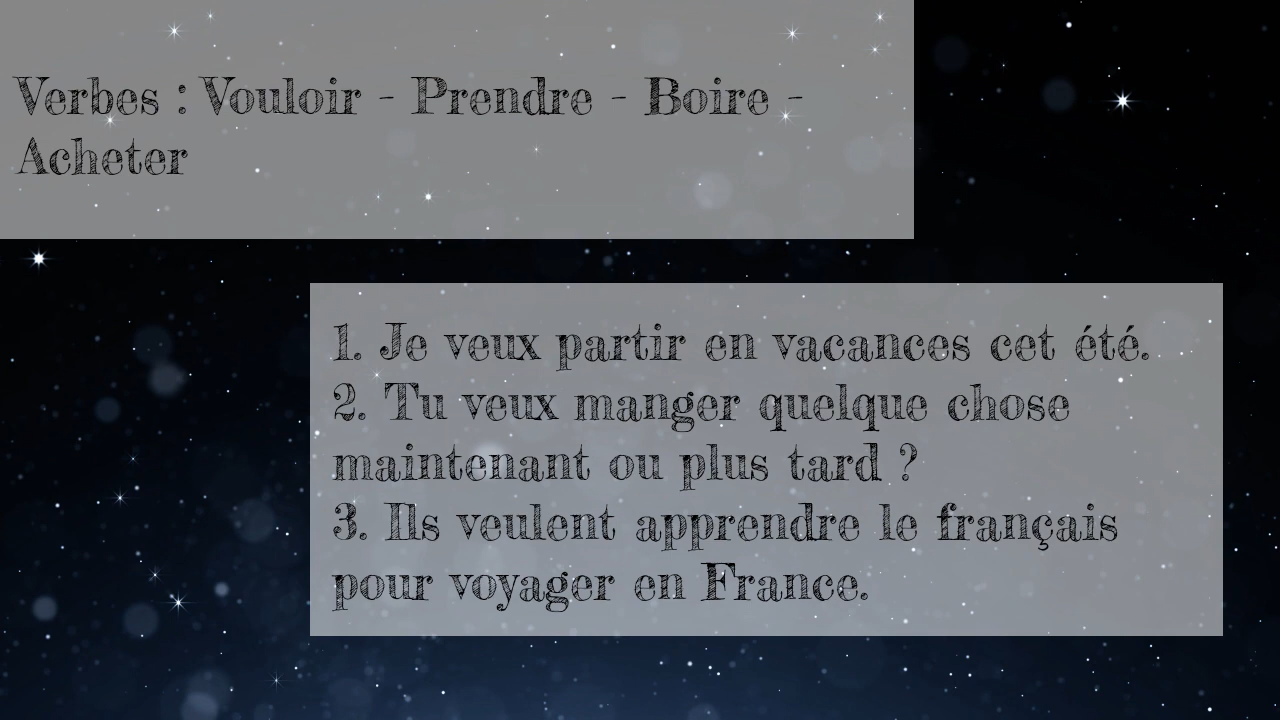 Verbes : Vouloir - Prendre - Boire -
Acheter
1. Je veux partir en vacances cet été.
2. Tu veux manger quelque chose
maintenant ou plus tard ?
3. Ils veulent apprendre le français
pour voyager en France.